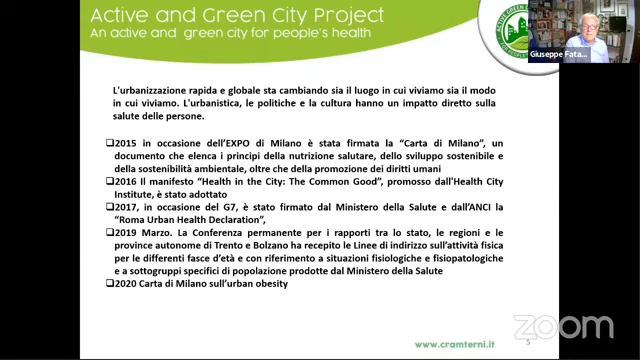 Active and Green City Project
An active and green city for people's health
Giuseppe Fata...
L'urbanizzazione rapida e globale sta cambiando sia il luogo in cui viviamo sia il modo
in cui viviamo. L'urbanistica, le politiche e la cultura hanno un impatto diretto sulla
salute delle persone.
❑2015 in occasione dell'EXPO di Milano è stata firmata la “Carta di Milano”, un
documento che elenca i principi della nutrizione salutare, dello sviluppo sostenibile e
della sostenibilità ambientale, oltre che della promozione dei diritti umani
❑2016 Il manifesto “Health in the City: The Common Good”, promosso dall'Health City
Institute, è stato adottato
❑2017, in occasione del G7, è stato firmato dal Ministero della Salute e dall'ANCI la
“Roma Urban Health Declaration”,
❑2019 Marzo. La Conferenza permanente per i rapporti tra lo stato, le regioni e le
province autonome di Trento e Bolzano ha recepito le Linee di indirizzo sull'attività fisica
per le differenti fasce d'età e con riferimento a situazioni fisiologiche e fisiopatologiche
e a sottogruppi specifici di popolazione prodotte dal Ministero della Salute
❑2020 Carta di Milano sull'urban obesity
www.cramterni.it
5
zoom